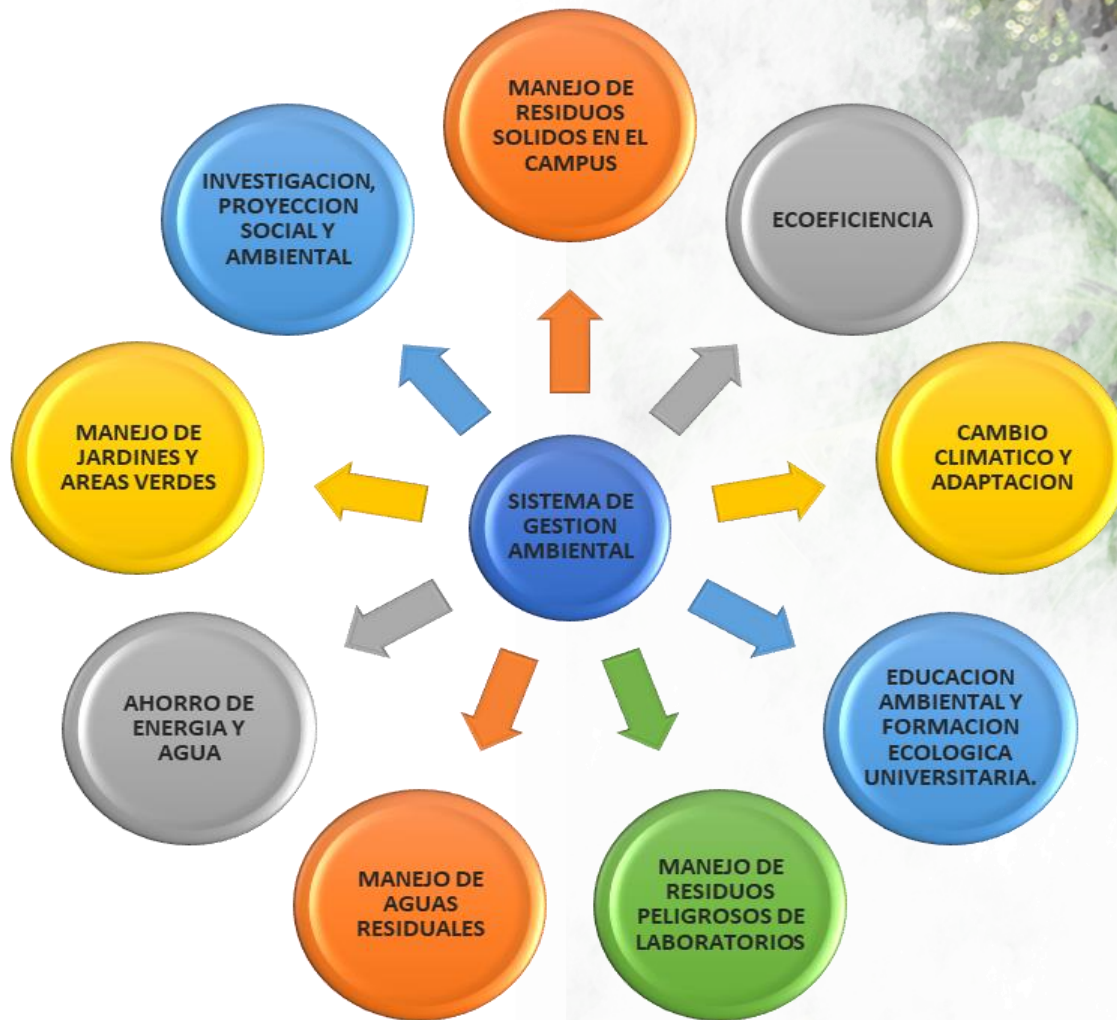 MANEJO DE
RESIDUOS
SOLIDOS EN EL
CAMPUS
ECOEFICIENCIA
CAMBIO
CLIMATICO Y
ADAPTACION
EDUCACION
AMBIENTAL Y
FORMACION
ECOLOGICA
UNIVERSITARIA.
MANEJO DE
RESIDUOS
PELIGROSOS DE
LABORATORIOS
MANEJO DE
AGUAS
RESIDUALES
AHORRO DE
ENERGIA Y
AGUA
MANEJO DE
JARDINES Y
AREAS VERDES
INVESTIGACION,
PROYECCION
SOCIAL Y
AMBIENTAL
SISTEMA DE
GESTION
AMBIENTAL